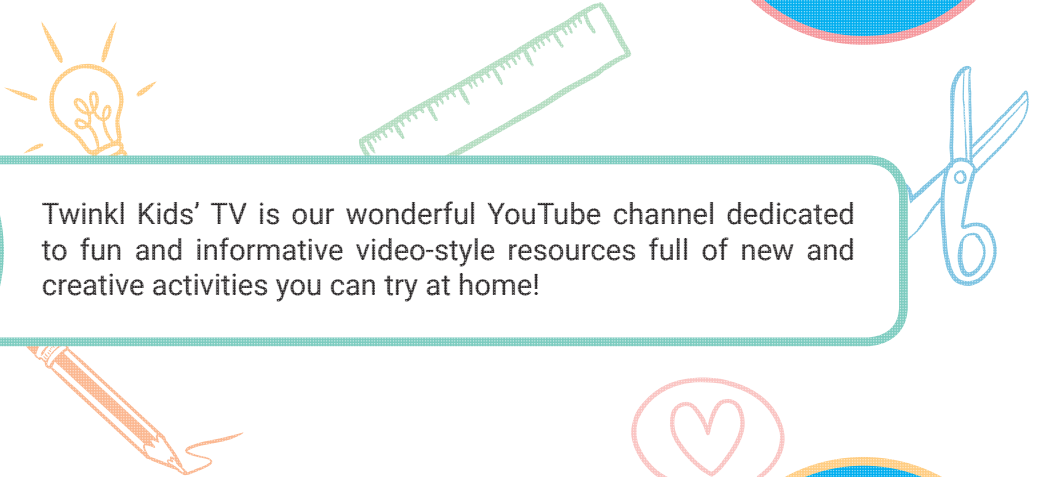 Twinkl Kids’ TV is our wonderful YouTube channel dedicated
to fun and informative video-style resources full of new and
creative activities you can try at home!